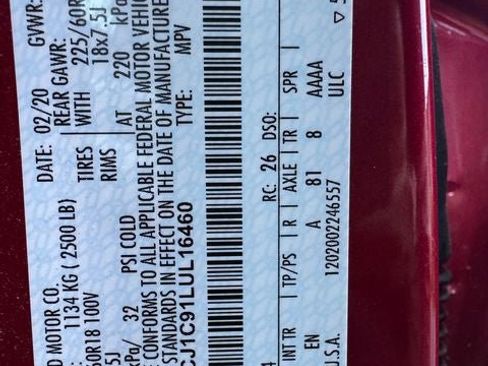 D MOTOR CO. DATE: 02/20 GVWR:
1134 KG ( 2500 LB) REAR GAWR:
60R18 100V TIRES WITH 225/60R
5J RIMS 18x7.5J
kPa/ 32 PSI COLD AT 220 kPa
CONFORMS TO ALL APPLICABLE FEDERAL MOTOR VEHIC
STANDARDS IN EFFECT ON THE DATE OF MANUFACTURE
CJ1C91LUL16460 TYPE: MPV
RC: 26 DSO:
INT TR TP/PS R AXLE TR SPR
EN A 81 8 AAAA
U.S.A. 1202002246557 ULC
5